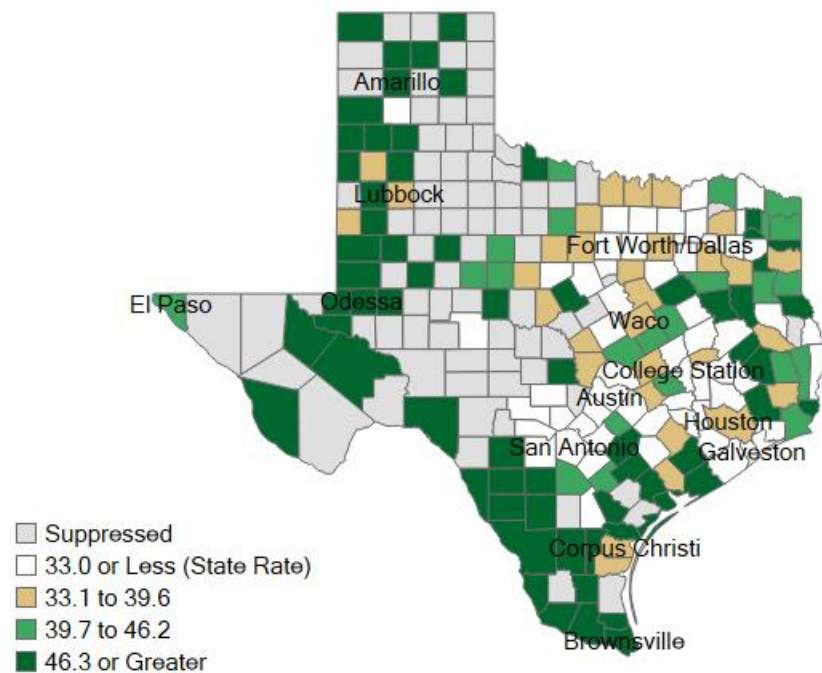 Amarillo
Lubbock
Fort Worth/Dallas
El Paso
Odessa
Waco
College Station
Austin
Houston
San Antonio
Galveston
Corpus Christi
Brownsville
Suppressed
33.0 or Less (State Rate)
33.1 to 39.6
39.7 to 46.2
46.3 or Greater